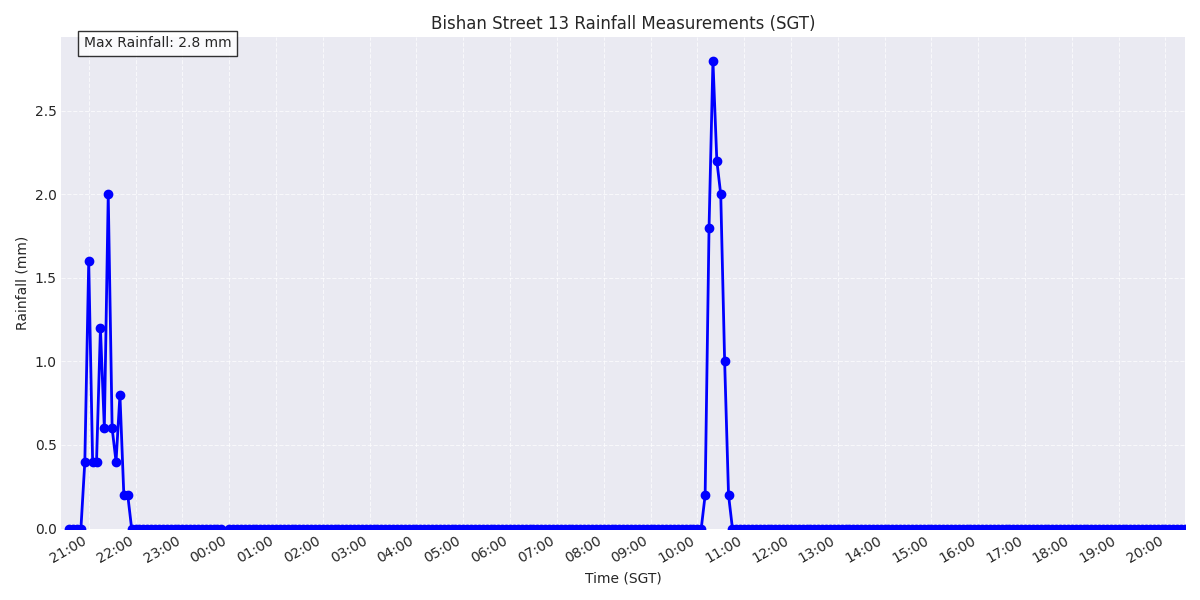 Bishan Street 13 Rainfall Measurements (SGT)
Max Rainfall: 2.8 mm
Rainfall (mm)
2.5
2.0
1.5
1.0
0.5
0.0
21:00 22:00 23:00 00:00 01:00 02:00 03:00 04:00 05:00 06:00 07:00 08:00 09:00 10:00 11:00 12:00 13:00 14:00 15:00 16:00 17:00 18:00 19:00 20:00
Time (SGT)